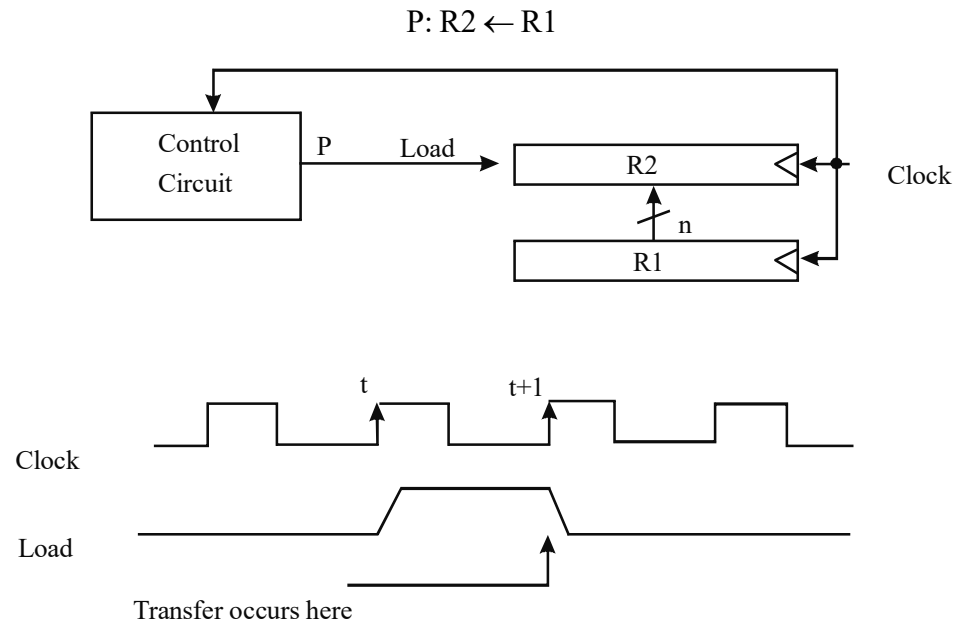 P: R2 ← R1
Control
Circuit
P
Load
R2
Clock
n
R1
t
t+1
Clock
Load
Transfer occurs here